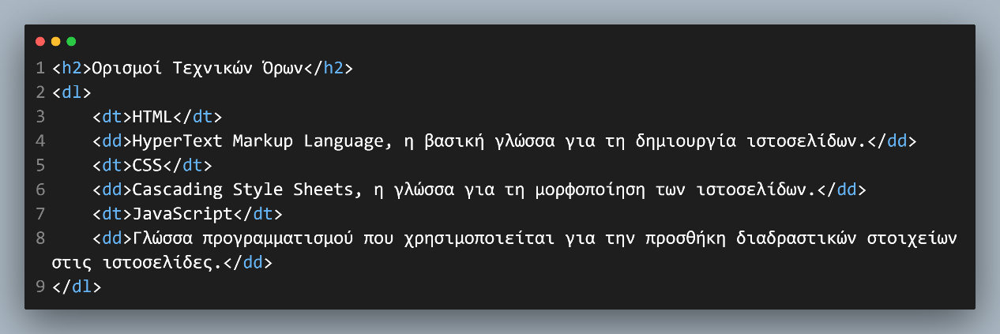 1 <h2>Ορισμοί Τεχνικών Όρων</h2>
2 <dl>
3     <dt>HTML</dt>
4     <dd>HyperText Markup Language, η βασική γλώσσα για τη δημιουργία ιστοσελίδων.</dd>
5     <dt>CSS</dt>
6     <dd>Cascading Style Sheets, η γλώσσα για τη μορφοποίηση των ιστοσελίδων.</dd>
7     <dt>JavaScript</dt>
8     <dd>Γλώσσα προγραμματισμού που χρησιμοποιείται για την προσθήκη διαδραστικών στοιχείων
στις ιστοσελίδες.</dd>
9 </dl>